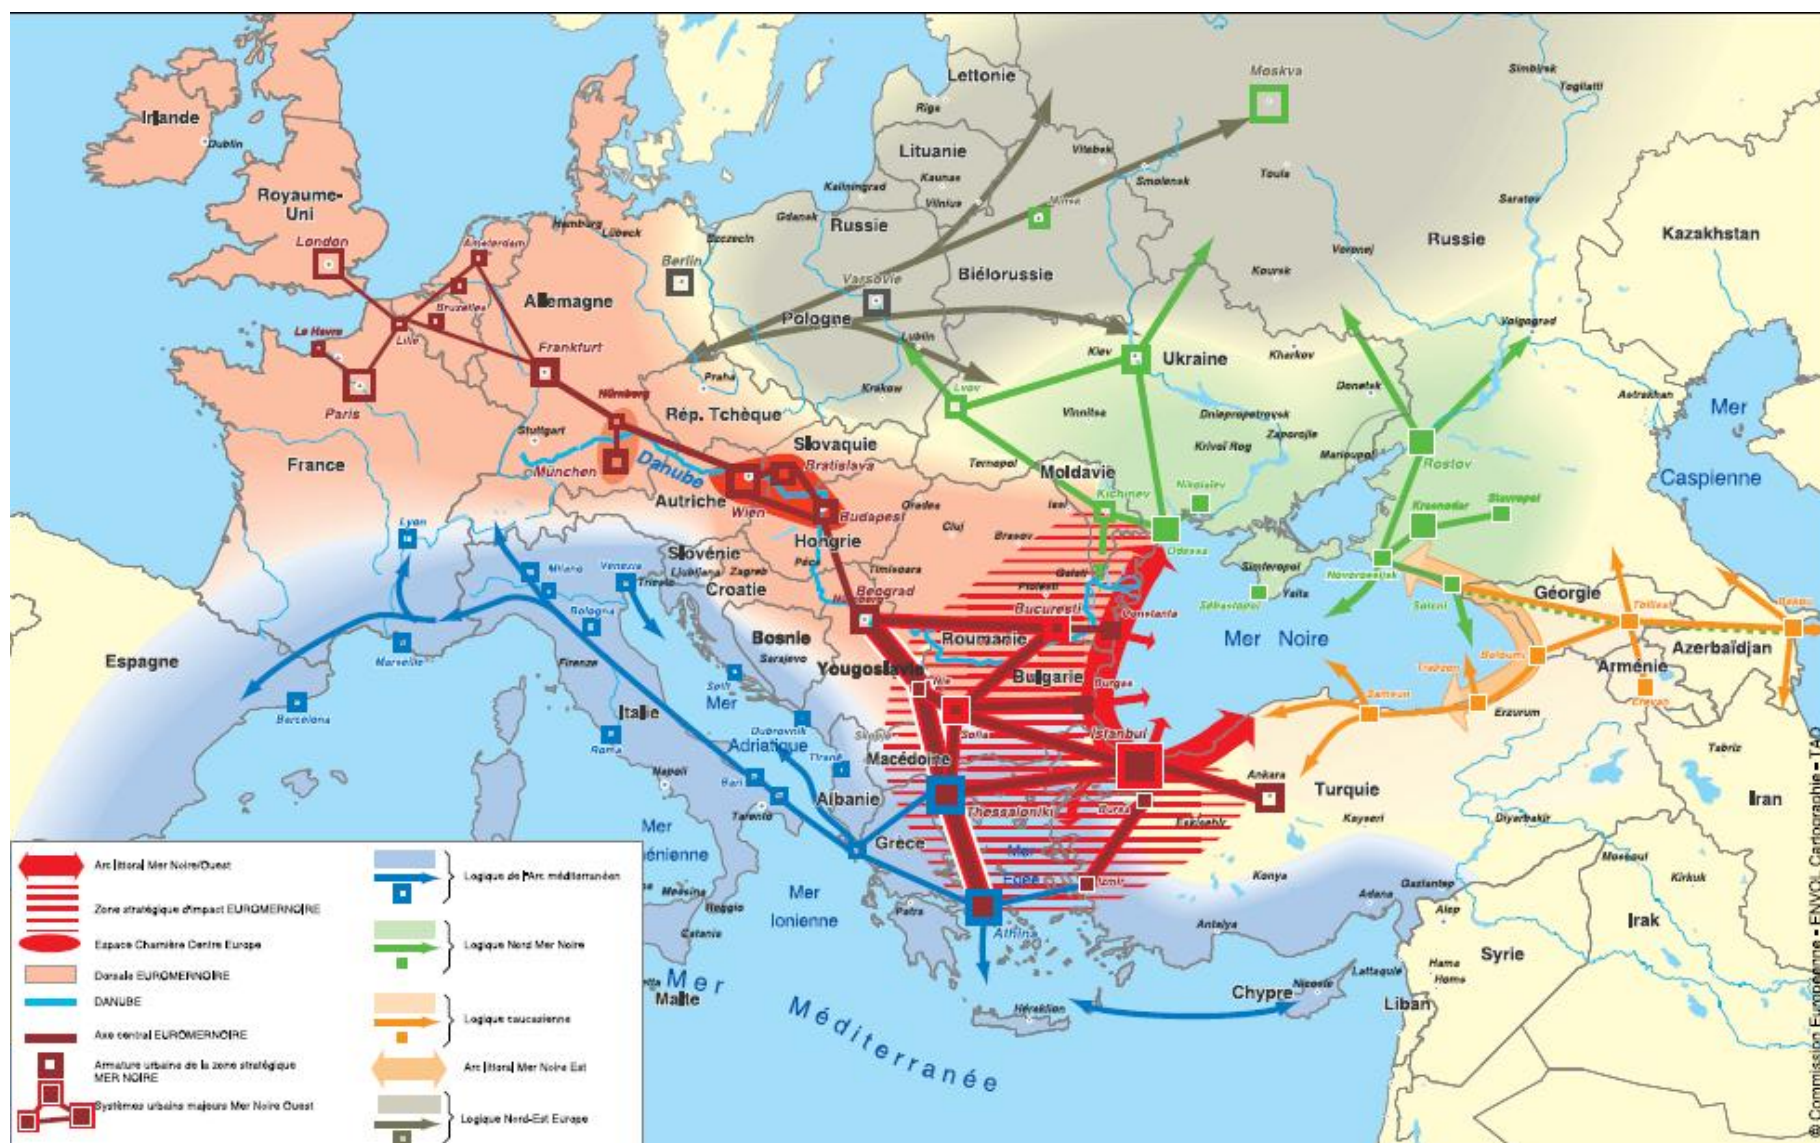 Moskva
Simbirsk
Togliatti
Lettonie
Riga
Irlande
Dublin
Lituanie
Vitebsk
Kaunas
Smolensk
Toula
Kaliningrad
Vilnius
Minsk
Saratov
Royaume-
Uni
Gdansk
Russie
Hamburg
Lübeck
Szczecin
Voronej
Russie
Kazakhstan
London
Amsterdam
Berlin
Varsovie
Biélorussie
Koursk
Allemagne
Bruxelles
Pologne
Lublin
Volgograd
Le Havre
Lille
Frankfurt
Kiev
Ukraine
Kharkov
Praha
Krakow
Lvov
Donetsk
Astrakhan
Nürnberg
Paris
Rép. Tchèque
Vinnitsa
Dniepropetrovsk
Mer
Stuttgart
Slovaquie
Krivoï Rog
Zaporojie
Marioupol
Rostov
France
München
Danube
Bratislava
Ternopol
Moldavie
Caspienne
Autriche
Kichinev
Nikolaiev
Krasnodar
Stavropol
Lyon
Wien
Budapest
Oradea
Iasi
Hongrie
Cluj
Brasov
Odessa
Slovénie
Milano
Venezia
Ljubljana
Zagreb
Pécs
Timisoara
Galati
Simferopol
Novorossijsk
Trieste
Croatie
Beograd
Ploiesti
Bucuresti
Constanta
Sébastopol
Yalta
Sotchi
Géorgie
Tbilissi
Bakou
Bologna
Bosnie
Roumanie
Mer Noire
Marseille
Espagne
Firenze
Sarajevo
Yougoslavie
Nis
Bulgarie
Burgas
Trabzon
Batoumi
Arménie
Azerbaïdjan
Split
Samsun
Erevan
Barcelona
Italie
Mer
Erzurum
Roma
Dubrovnik
Skopje
Sofia
Istanbul
Adriatique
Tirana
Macédoine
Tabriz
Napoli
Bari
Ankara
Albanie
Thessaloniki
Bursa
Turquie
Iran
Tarento
Eskisehir
Kayseri
Diyarbakir
Mer
Grèce
Mer
Egée
Mossoul
Izmir
Konya
Kirkuk
Messina
Reggio
Mer
Ionienne
Patra
Adana
Gaziantep
Catania
Athina
Antalya
Alep
Irak
Syrie
Hama
Homs
Lattaquie
Nicosie
Chypre
Liban
Malte
Héraklion
Mer Méditerranée
Arc littoral Mer Noire/Ouest
Zone stratégique d'impact EUROMERNOIRE
Espace Charnière Centre Europe
Dorsale EUROMERNOIRE
DANUBE
Axe central EUROMERNOIRE
Armature urbaine de la zone stratégique
MER NOIRE
Systèmes urbains majeurs Mer Noire Ouest
Logique de l'Arc méditerranéen
Logique Nord Mer Noire
Logique caucasienne
Arc littoral Mer Noire Est
Logique Nord-Est Europe
© Commission Européenne - ENVOL Cartographie - TAO